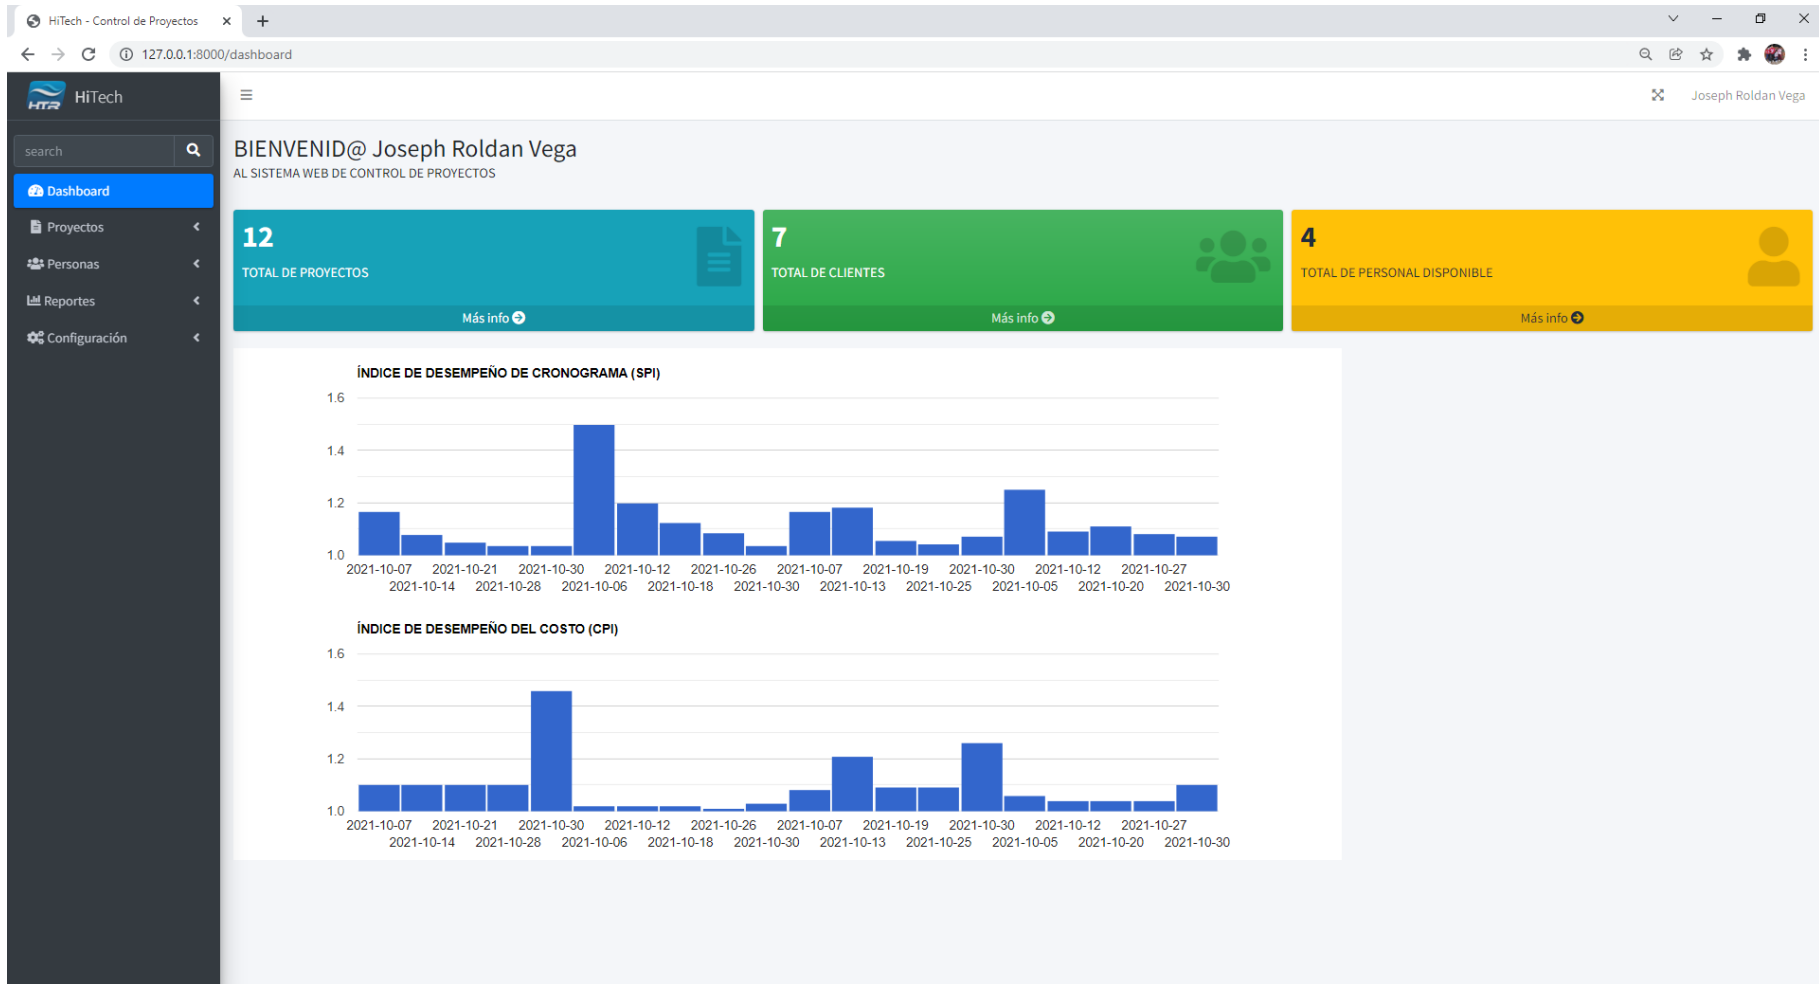 HiTech - Control de Proyectos
127.0.0.1:8000/dashboard
HTR HiTech
Joseph Roldan Vega
search
Dashboard
Proyectos
Personas
Reportes
Configuración
BIENVENID@ Joseph Roldan Vega
AL SISTEMA WEB DE CONTROL DE PROYECTOS
12
TOTAL DE PROYECTOS
Más info
7
TOTAL DE CLIENTES
Más info
4
TOTAL DE PERSONAL DISPONIBLE
Más info
ÍNDICE DE DESEMPEÑO DE CRONOGRAMA (SPI)
1.6
1.4
1.2
1.0
2021-10-07 2021-10-21 2021-10-30 2021-10-12 2021-10-26 2021-10-07 2021-10-19 2021-10-30 2021-10-12 2021-10-27
2021-10-14 2021-10-28 2021-10-06 2021-10-18 2021-10-30 2021-10-13 2021-10-25 2021-10-05 2021-10-20 2021-10-30
ÍNDICE DE DESEMPEÑO DEL COSTO (CPI)
1.6
1.4
1.2
1.0
2021-10-07 2021-10-21 2021-10-30 2021-10-12 2021-10-26 2021-10-07 2021-10-19 2021-10-30 2021-10-12 2021-10-27
2021-10-14 2021-10-28 2021-10-06 2021-10-18 2021-10-30 2021-10-13 2021-10-25 2021-10-05 2021-10-20 2021-10-30